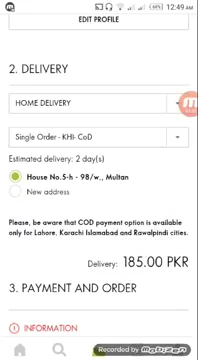 12:49 AM
EDIT PROFILE
2. DELIVERY
HOME DELIVERY
Single Order - KHI- CoD
Estimated delivery: 2 day(s)
House No.5-h - 98/w,, Multan
New address
Please, be aware that COD payment option is available
only for Lahore, Karachi Islamabad and Rawalpindi cities.
Delivery: 185.00 PKR
3. PAYMENT AND ORDER
INFORMATION
Recorded by Mobizen